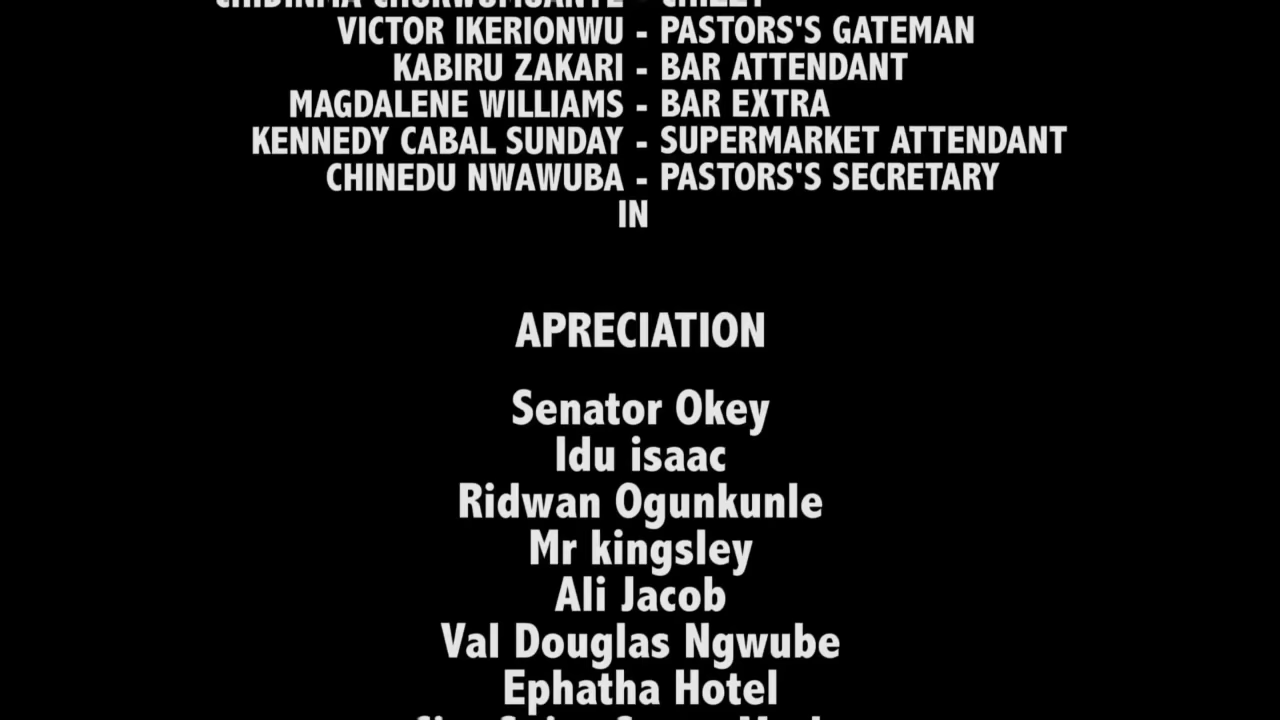 VICTOR IKERIONWU - PASTORS'S GATEMAN
KABIRU ZAKARI - BAR ATTENDANT
MAGDALENE WILLIAMS - BAR EXTRA
KENNEDY CABAL SUNDAY - SUPERMARKET ATTENDANT
CHINEDU NWAWUBA - PASTORS'S SECRETARY
IN
APRECIATION
Senator Okey
Idu isaac
Ridwan Ogunkunle
Mr kingsley
Ali Jacob
Val Douglas Ngwube
Ephatha Hotel